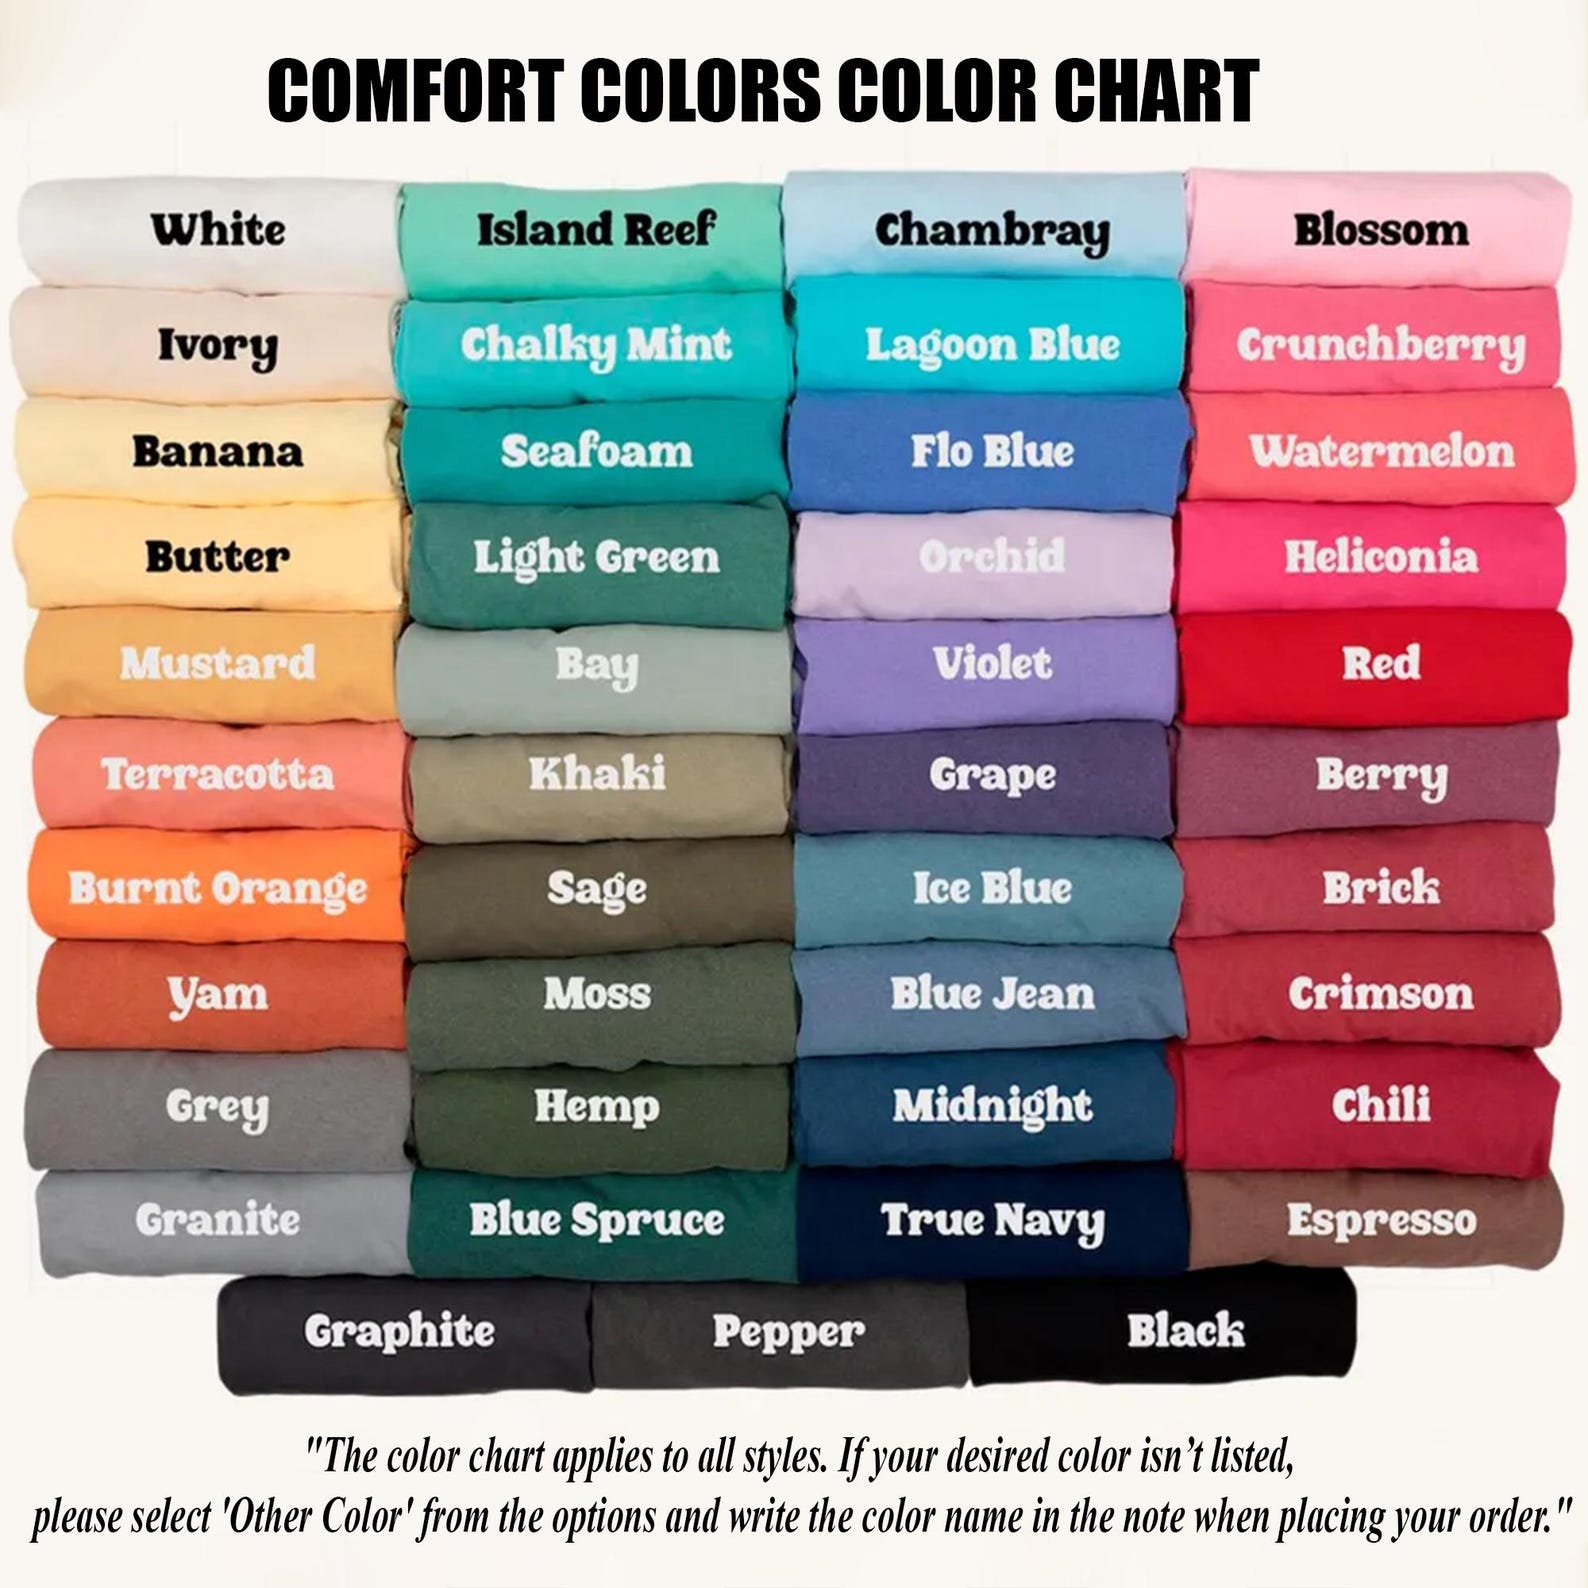 COMFORT COLORS COLOR CHART
White
Island Reef
Chambray
Blossom
Ivory
Chalky Mint
Lagoon Blue
Crunchberry
Banana
Seafoam
Flo Blue
Watermelon
Butter
Light Green
Orchid
Heliconia
Mustard
Bay
Violet
Red
Terracotta
Khaki
Grape
Berry
Burnt Orange
Sage
Ice Blue
Brick
Yam
Moss
Blue Jean
Crimson
Grey
Hemp
Midnight
Chili
Granite
Blue Spruce
True Navy
Espresso
Graphite
Pepper
Black
"The color chart applies to all styles. If your desired color isn’t listed,
please select 'Other Color' from the options and write the color name in the note when placing your order."